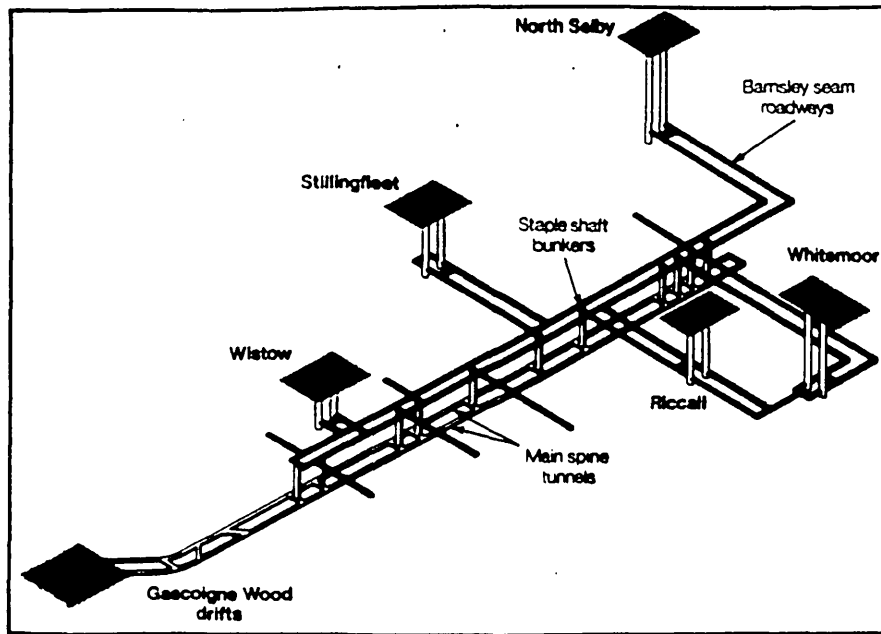 North Selby
Barnsley seam
roadways
Stillingfleet
Staple shaft
bunkers
Whitemoor
Wistow
Riccall
Main spine
tunnels
Gascoigne Wood
drifts